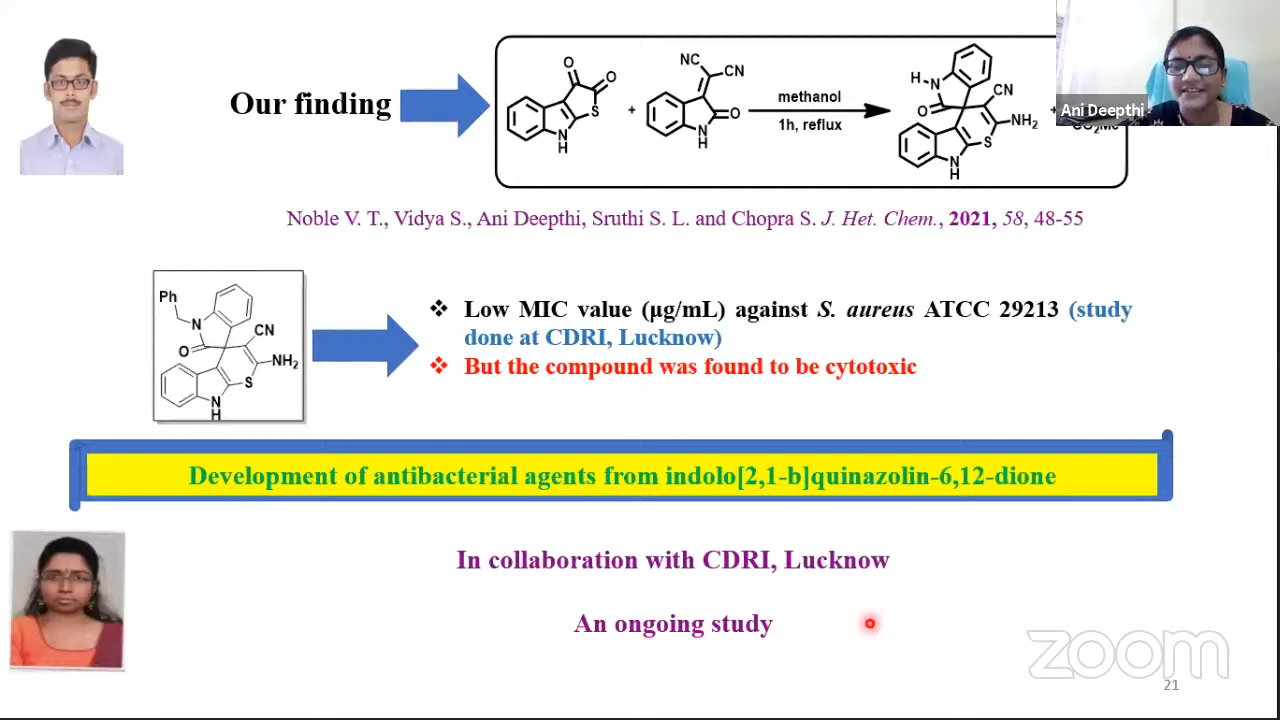 Our finding
O
O
S
N
H
+
NC
CN
O
N
H
methanol
1h, reflux
H
N
O
CN
NH2
S
N
H
+
Ani Deepthi
Noble V. T., Vidya S., Ani Deepthi, Sruthi S. L. and Chopra S. J. Het. Chem., 2021, 58, 48-55
Ph
N
O
CN
NH2
S
N
H
❖ Low MIC value (μg/mL) against S. aureus ATCC 29213 (study
done at CDRI, Lucknow)
❖ But the compound was found to be cytotoxic
Development of antibacterial agents from indolo[2,1-b]quinazolin-6,12-dione
In collaboration with CDRI, Lucknow
An ongoing study
zoom
21